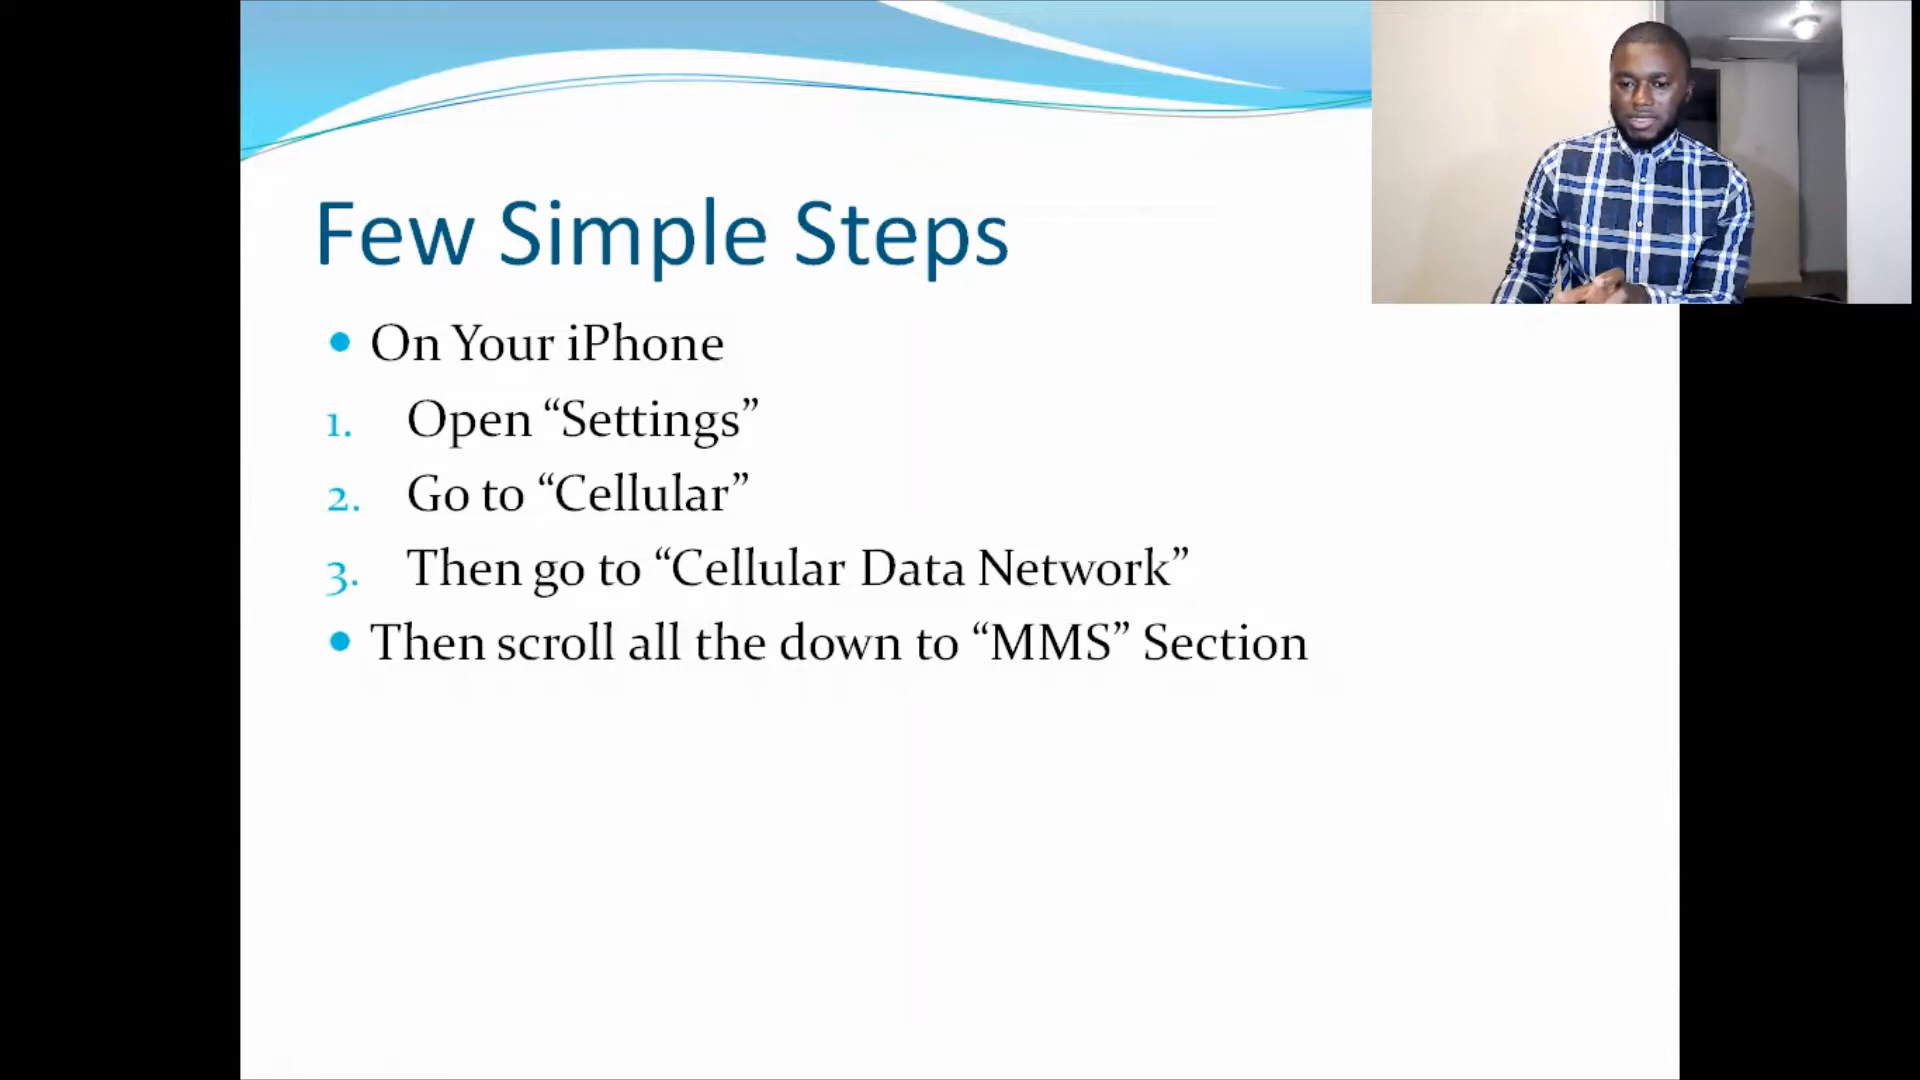 Few Simple Steps
• On Your iPhone
1. Open “Settings”
2. Go to “Cellular”
3. Then go to “Cellular Data Network”
• Then scroll all the down to “MMS” Section